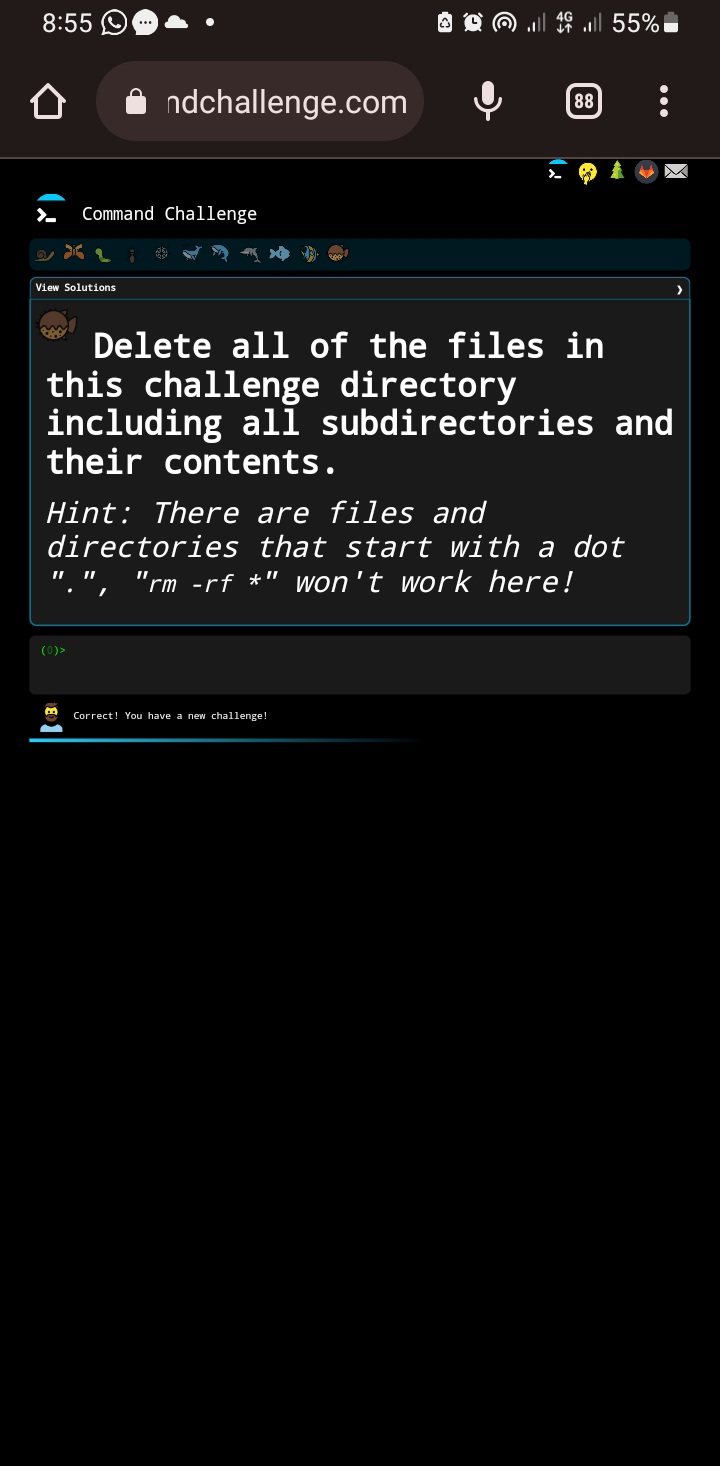 8:55 4G 55%
ndchallenge.com 88
Command Challenge
View Solutions
Delete all of the files in
this challenge directory
including all subdirectories and
their contents.
Hint: There are files and
directories that start with a dot
".", "rm -rf *" won't work here!
(0)>
Correct! You have a new challenge!